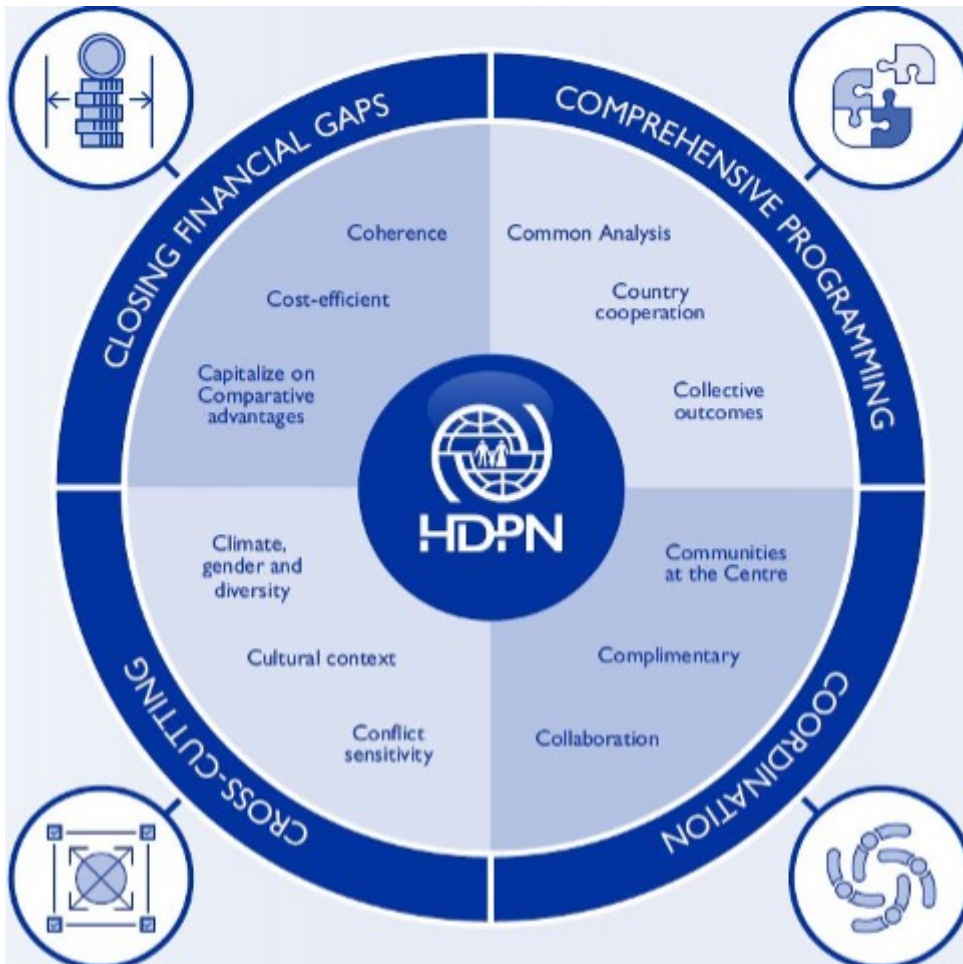 CLOSING FINANCIAL GAPS
Coherence
Cost-efficient
Capitalize on
Comparative
advantages
COMPREHENSIVE PROGRAMMING
Common Analysis
Country
cooperation
Collective
outcomes
HDPN
CROSS-CUTTING
Climate,
gender and
diversity
Cultural context
Conflict
sensitivity
COORDINATION
Communities
at the Centre
Complimentary
Collaboration